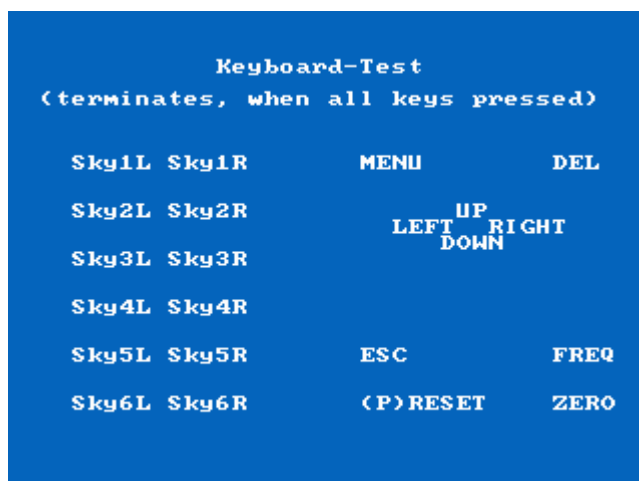 Keyboard-Test
(terminates, when all keys pressed)
Sky1L Sky1R MENU DEL
Sky2L Sky2R UP
LEFT RIGHT
DOWN
Sky3L Sky3R
Sky4L Sky4R
Sky5L Sky5R ESC FREQ
Sky6L Sky6R (P)RESET ZERO